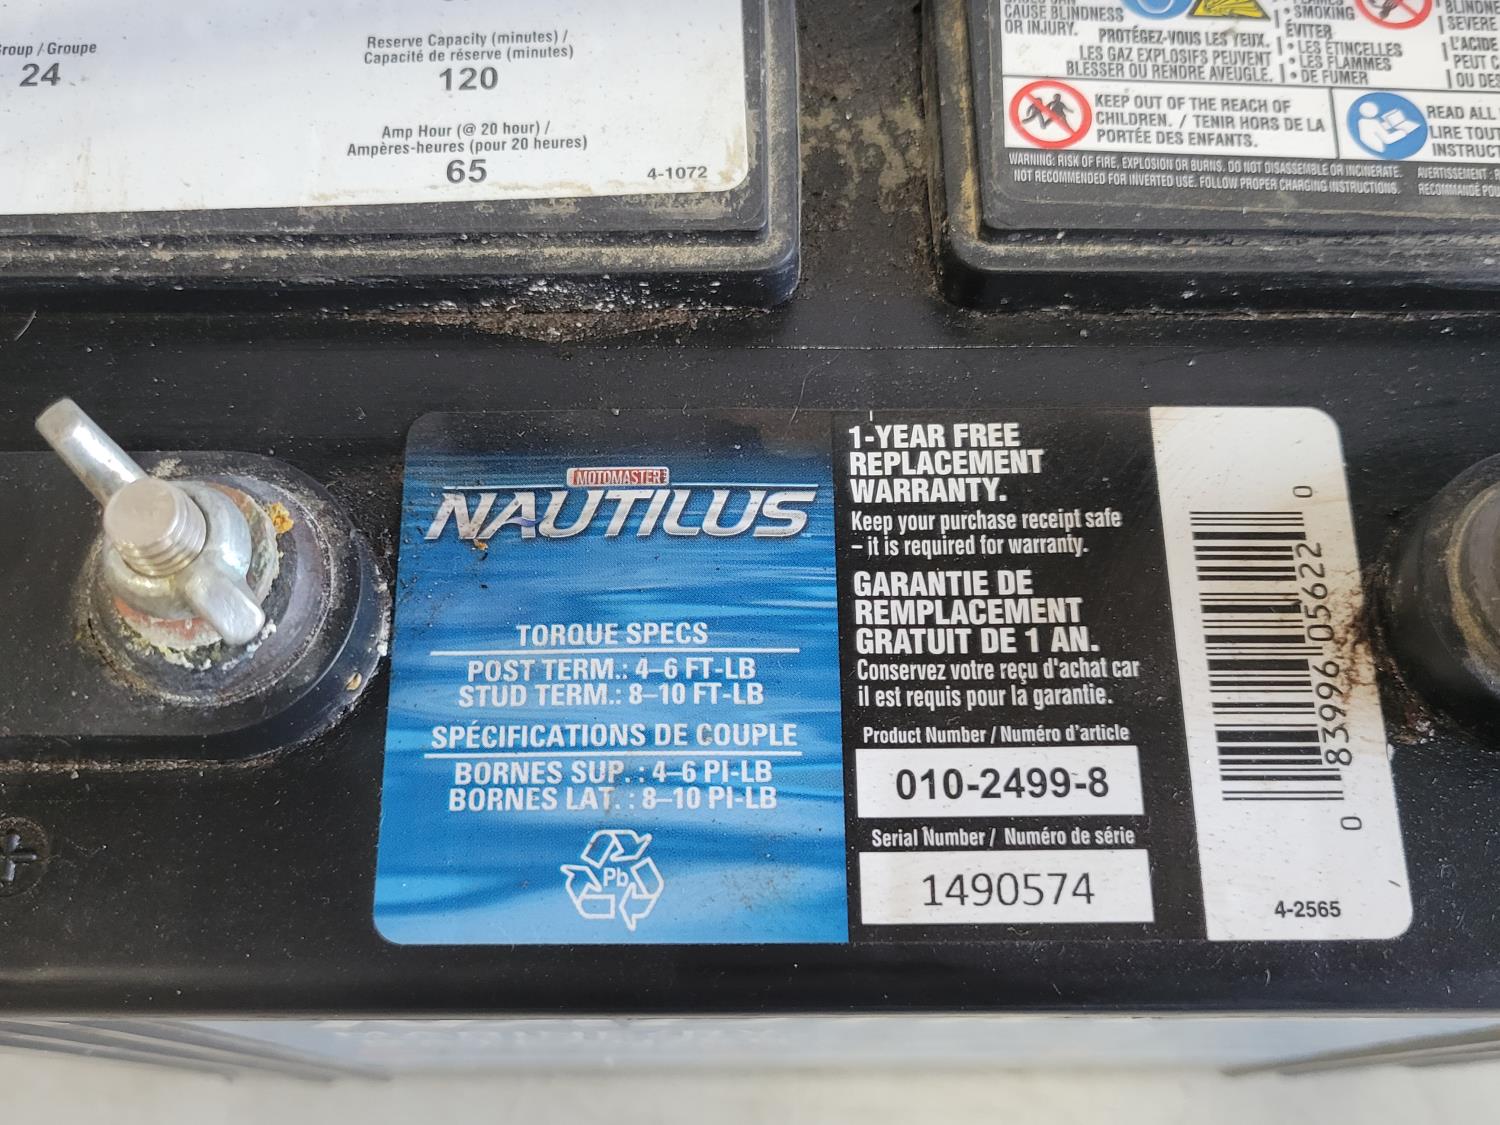 Group / Groupe
24
Reserve Capacity (minutes) /
Capacité de réserve (minutes)
120
Amp Hour (@ 20 hour) /
Ampères-heures (pour 20 heures)
65
4-1072
CAUSE BLINDNESS
OR INJURY.
PROTÉGEZ-VOUS LES YEUX.
LES GAZ EXPLOSIFS PEUVENT
BLESSER OU RENDRE AVEUGLE.
• SMOKING
ÉVITER
• LES ÉTINCELLES
• LES FLAMMES
• DE FUMER
SEVERE
L'ACIDE
PEUT
OU
KEEP OUT OF THE REACH OF
CHILDREN. / TENIR HORS DE LA
PORTÉE DES ENFANTS.
READ ALL
LIRE
WARNING: RISK OF FIRE, EXPLOSION OR BURNS. DO NOT DISASSEMBLE OR INCINERATE.
NOT RECOMMENDED FOR INVERTED USE. FOLLOW PROPER CHARGING INSTRUCTIONS.
AVERTISSEMENT :
MOTOMASTER
NAUTILUS
TORQUE SPECS
POST TERM.: 4–6 FT-LB
STUD TERM.: 8–10 FT-LB
SPÉCIFICATIONS DE COUPLE
BORNES SUP. : 4–6 PI-LB
BORNES LAT. : 8–10 PI-LB
Pb
1-YEAR FREE
REPLACEMENT
WARRANTY.
Keep your purchase receipt safe
– it is required for warranty.
GARANTIE DE
REMPLACEMENT
GRATUIT DE 1 AN.
Conservez votre reçu d'achat car
il est requis pour la garantie.
Product Number / Numéro d'article
010-2499-8
Serial Number / Numéro de série
1490574
0 83996 05622 0
4-2565